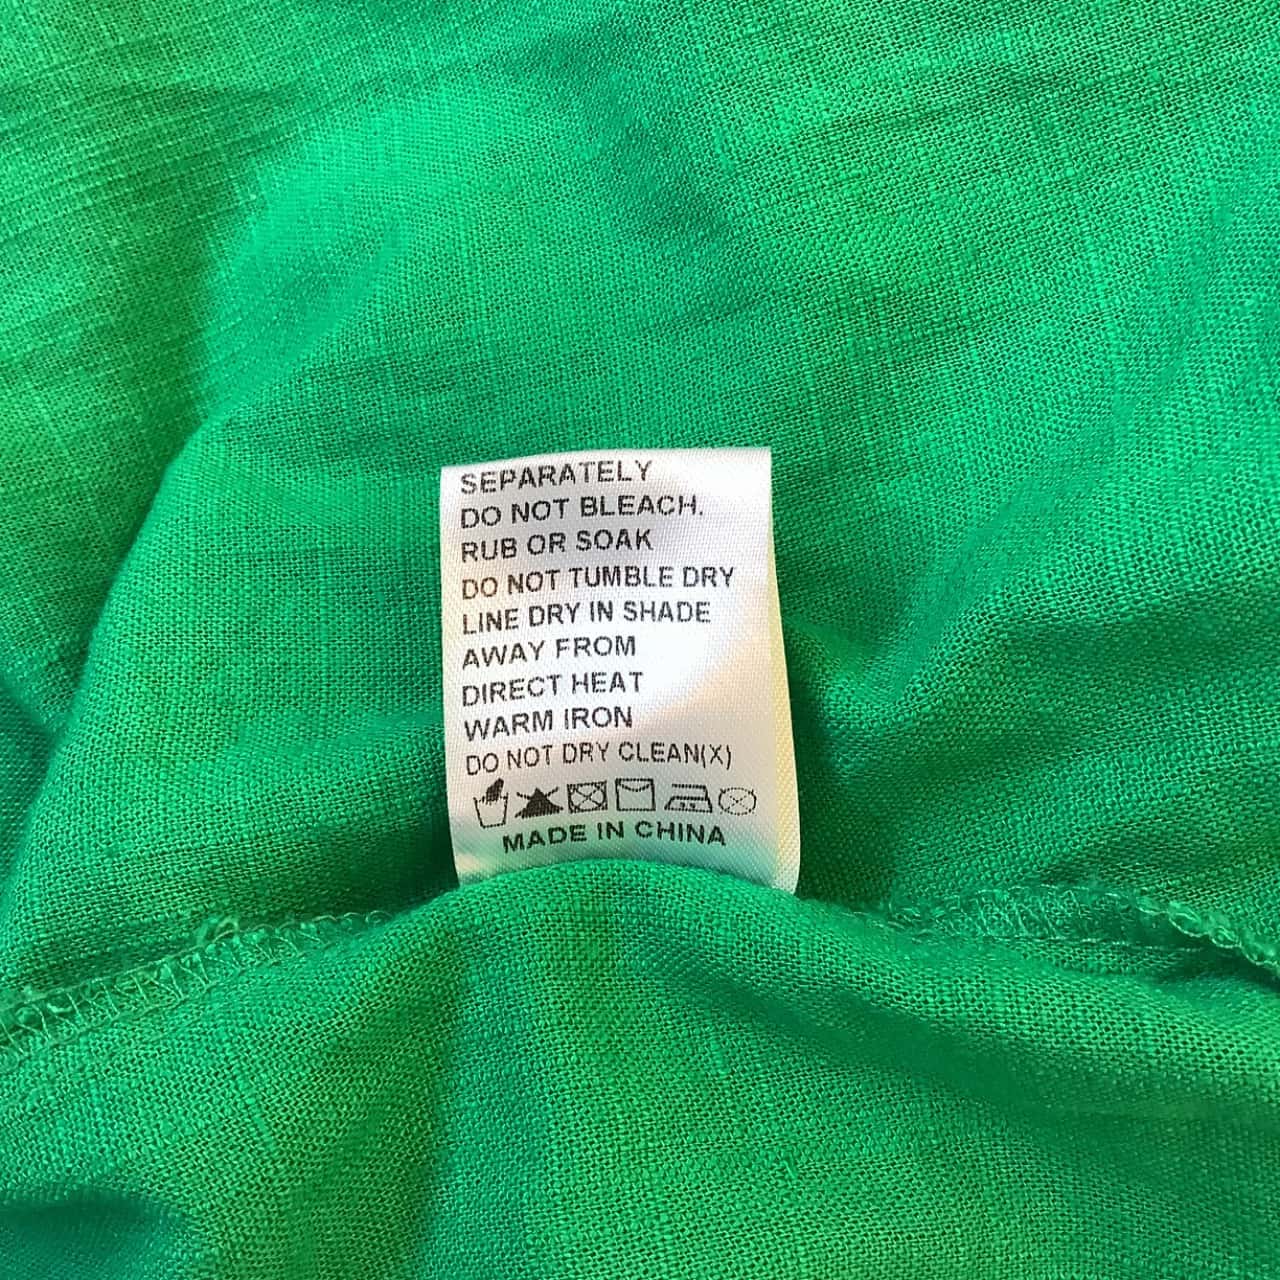 SEPARATELY
DO NOT BLEACH.
RUB OR SOAK
DO NOT TUMBLE DRY
LINE DRY IN SHADE
AWAY FROM
DIRECT HEAT
WARM IRON
DO NOT DRY CLEAN(X)
MADE IN CHINA